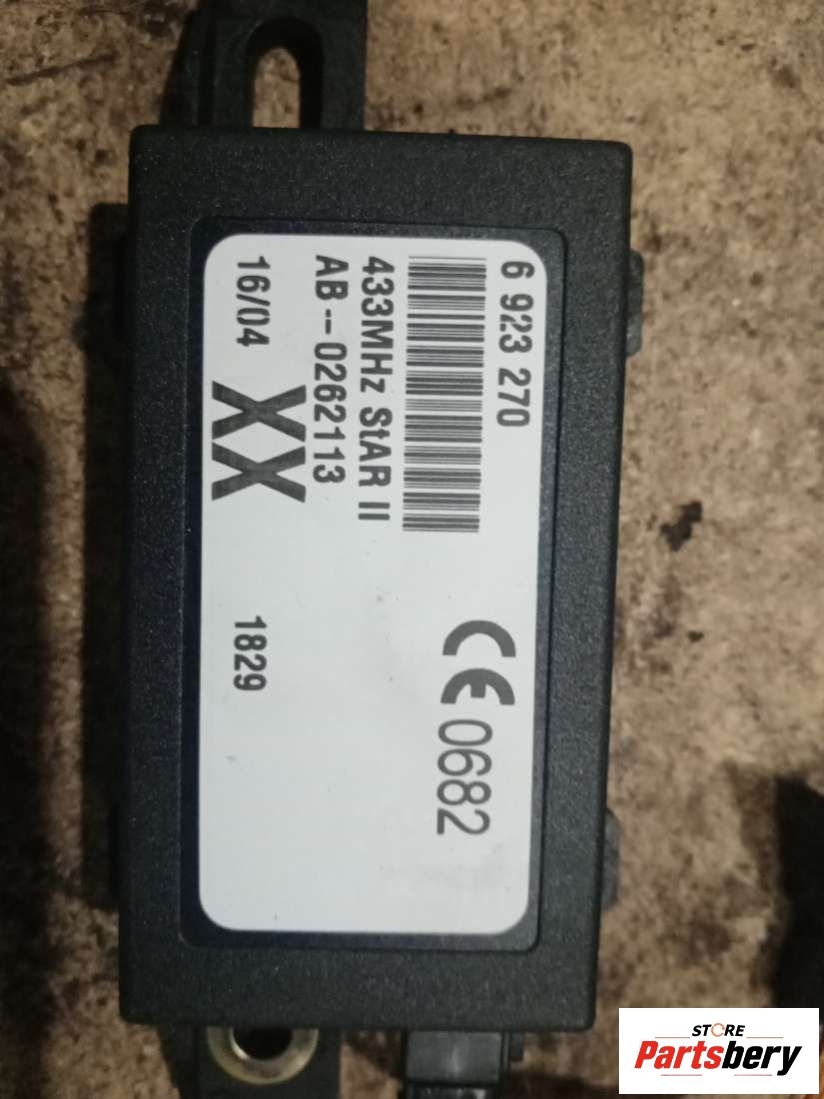 6 923 270
433MHz StAR II
AB--0262113
16/04 XX 1829
CE 0682
STORE
Partsbery